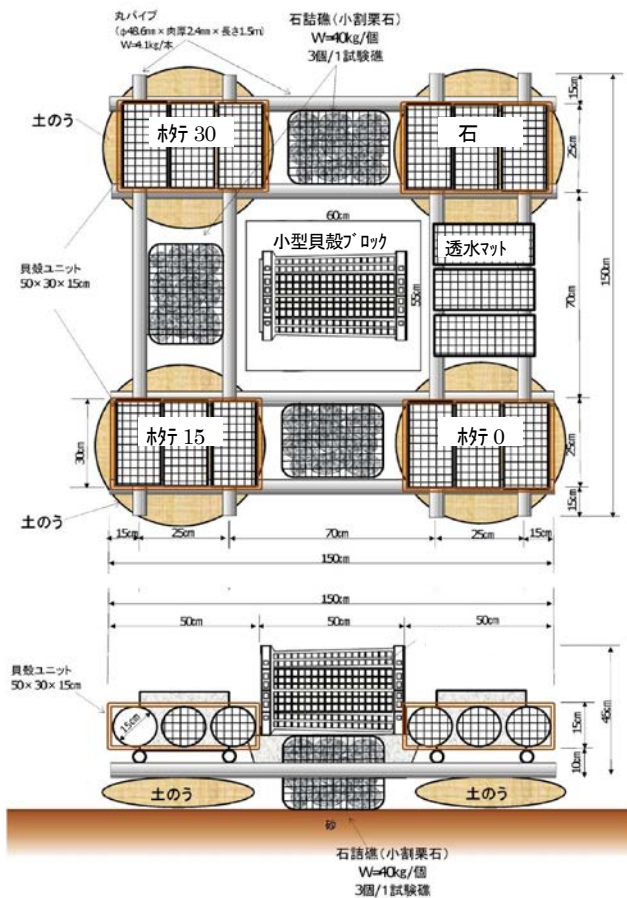 丸パイプ
(φ48.6mm×肉厚2.4mm×長さ1.5m)
W=4.1kg/本
石詰礁(小割栗石)
W=40kg/個
3個/1試験礁
土のう
ﾎﾀﾃ 30
石
15cm
25cm
60cm
小型貝殻ﾌﾞﾛｯｸ
55cm
透水ﾏｯﾄ
70cm
150cm
貝殻ユニット
50×30×15cm
ﾎﾀﾃ 15
ﾎﾀﾃ 0
30cm
25cm
15cm
土のう
15cm
25cm
70cm
25cm
15cm
150cm
150cm
50cm
50cm
50cm
貝殻ユニット
50×30×15cm
15cm
15cm
10cm
45cm
土のう
土のう
砂
石詰礁(小割栗石)
W=40kg/個
3個/1試験礁